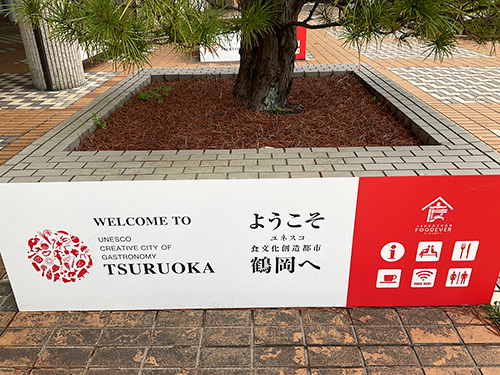 WELCOME TO
UNESCO
CREATIVE CITY OF
GASTRONOMY
TSURUOKA
ようこそ
ユネスコ
食文化創造都市
鶴岡へ
FOODEVER
FREE WIFI